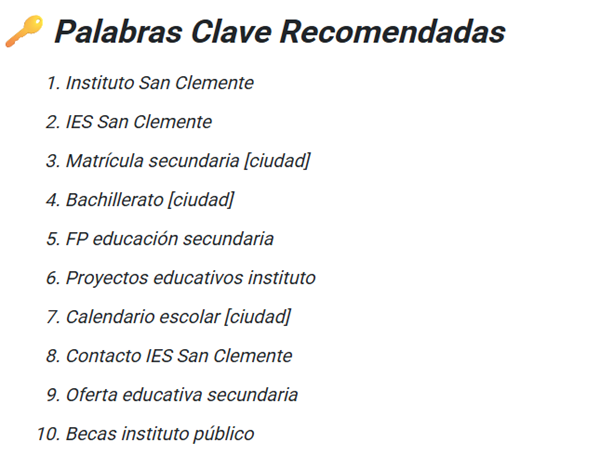 🔑 Palabras Clave Recomendadas
1. Instituto San Clemente
2. IES San Clemente
3. Matrícula secundaria [ciudad]
4. Bachillerato [ciudad]
5. FP educación secundaria
6. Proyectos educativos instituto
7. Calendario escolar [ciudad]
8. Contacto IES San Clemente
9. Oferta educativa secundaria
10. Becas instituto público